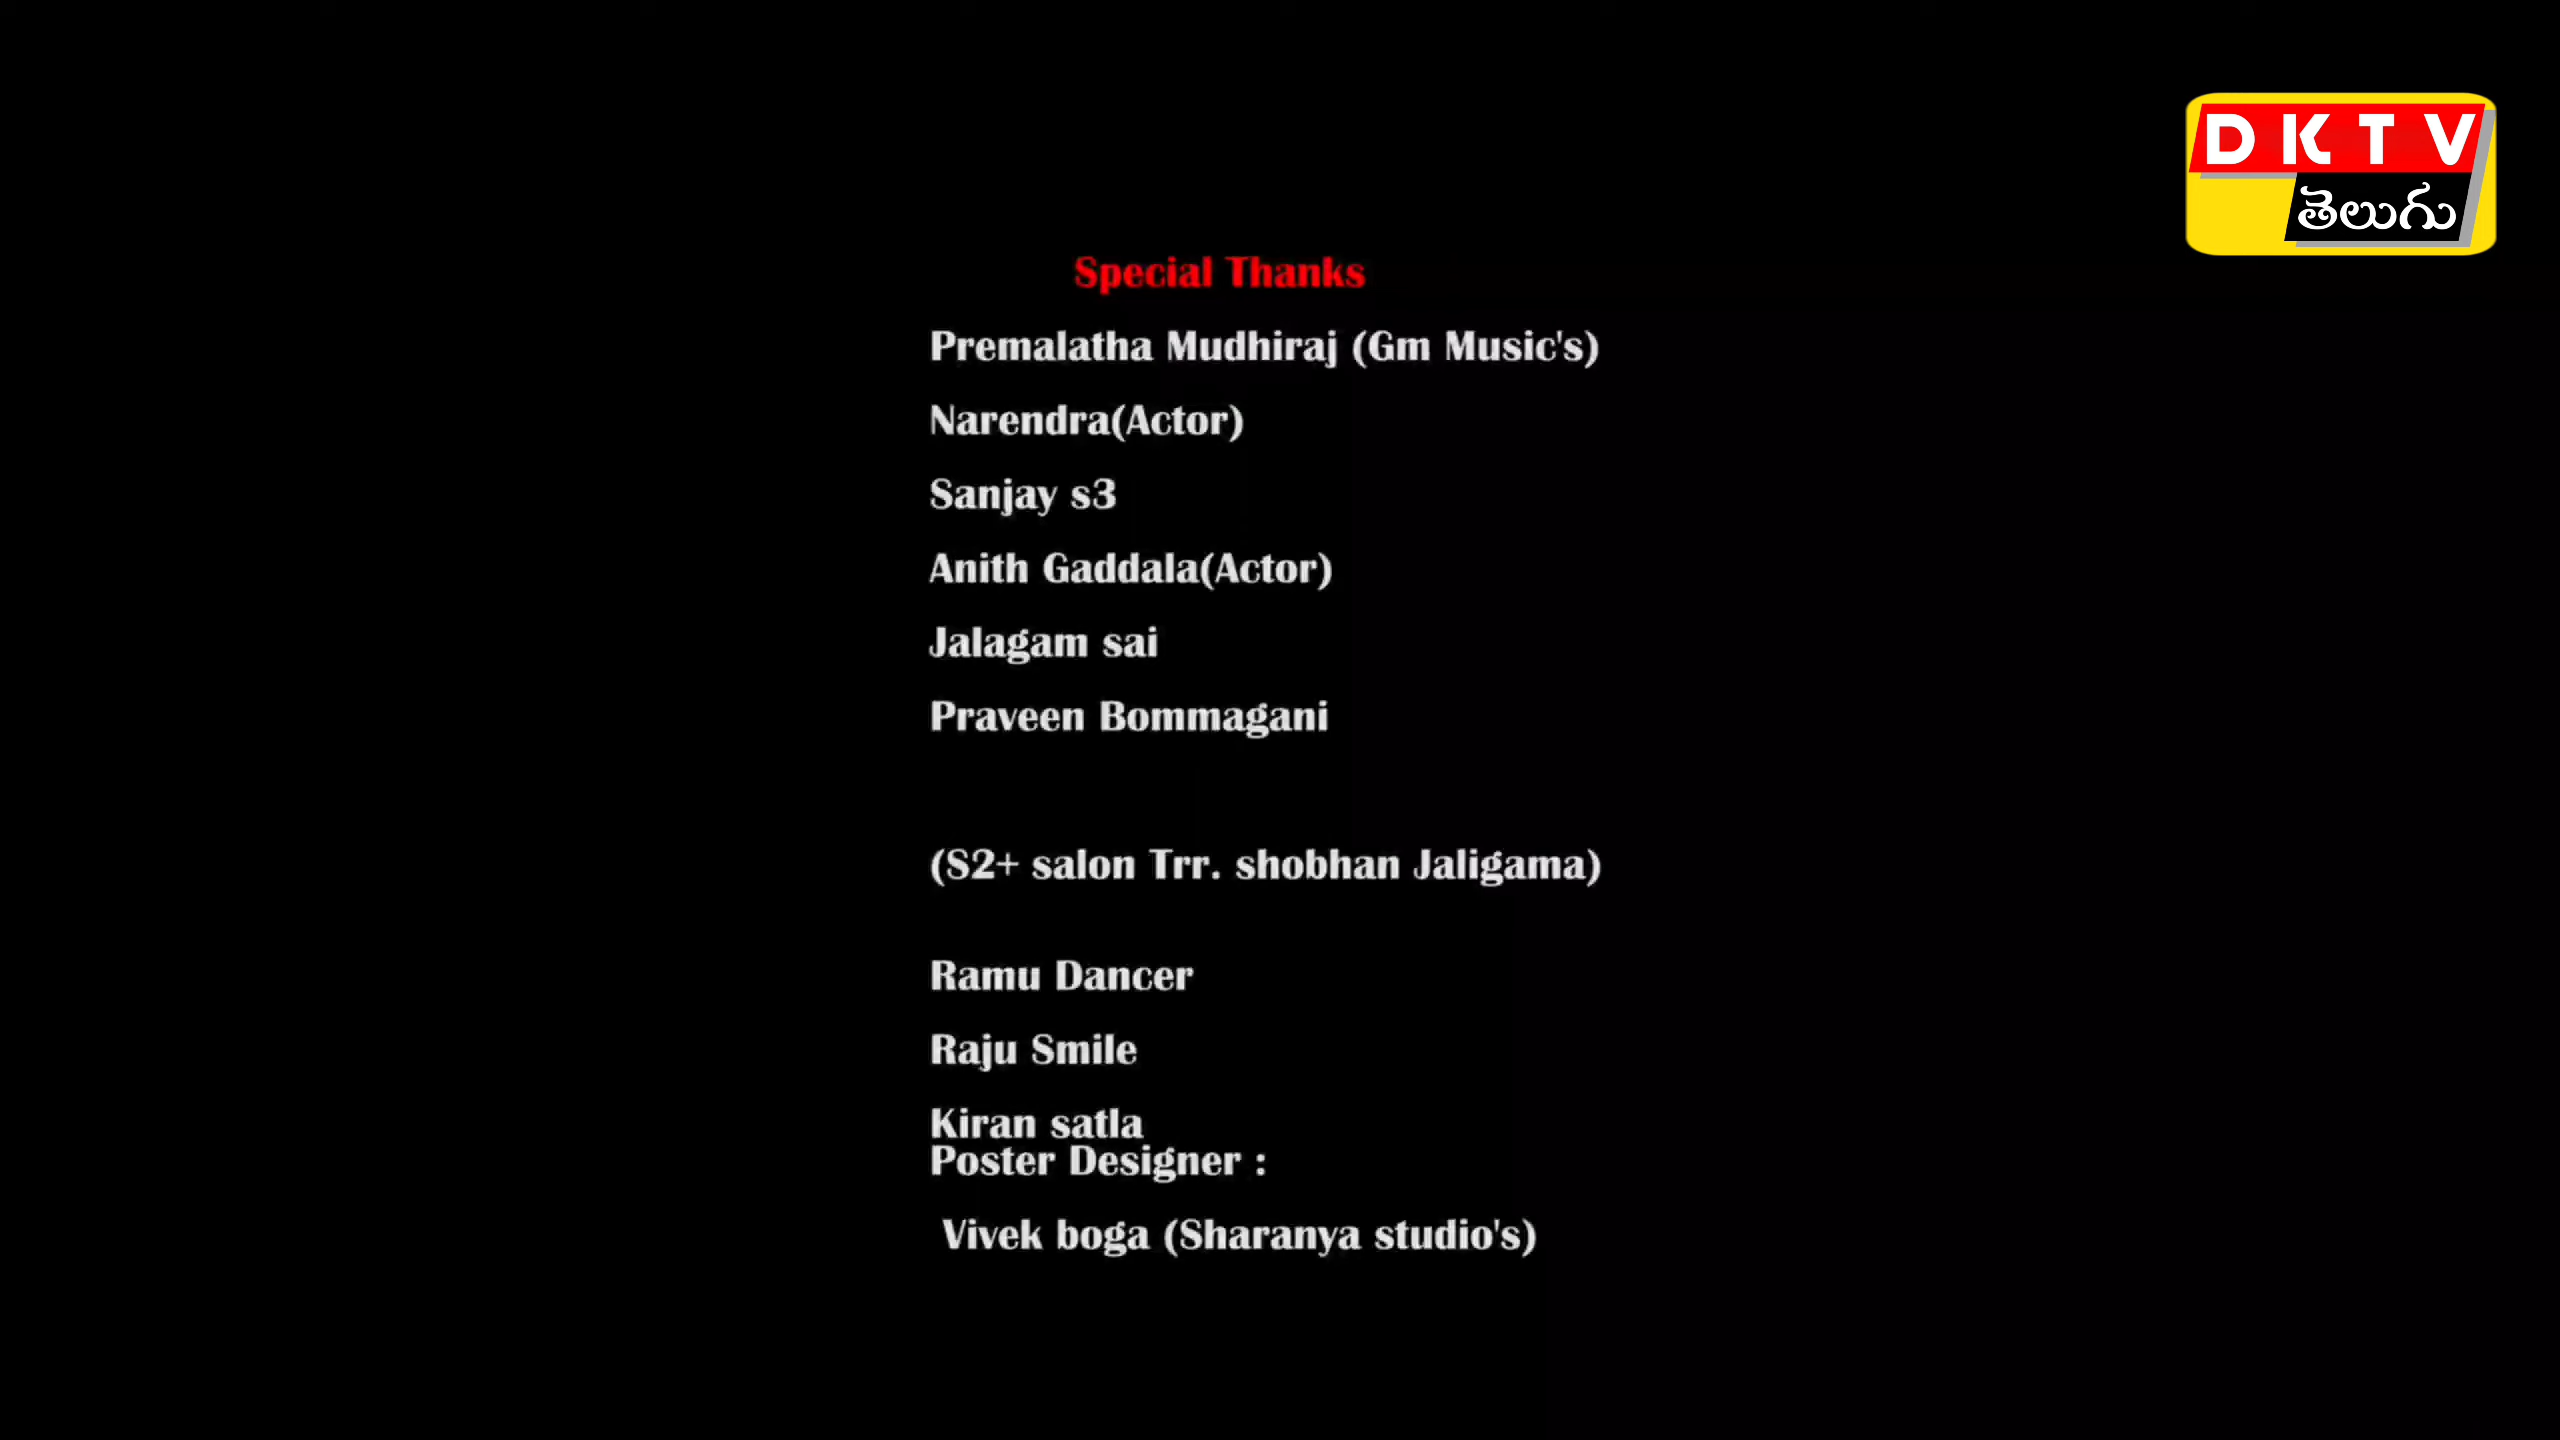 DKTV
తెలుగు
Special Thanks
Premalatha Mudhiraj (Gm Music's)
Narendra(Actor)
Sanjay s3
Anith Gaddala(Actor)
Jalagam sai
Praveen Bommagani
(S2+ salon Trr. shobhan Jaligama)
Ramu Dancer
Raju Smile
Kiran satla
Poster Designer :
Vivek boga (Sharanya studio's)